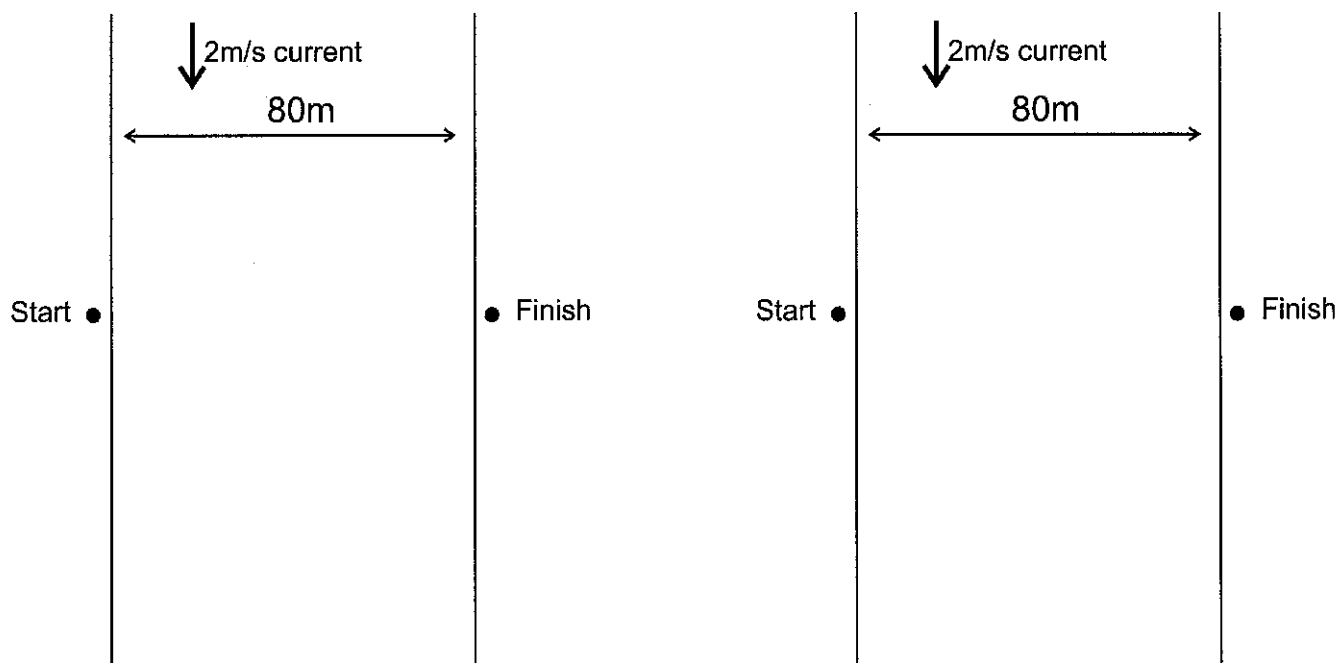 2m/s current
80m
Start
Finish
2m/s current
80m
Start
Finish